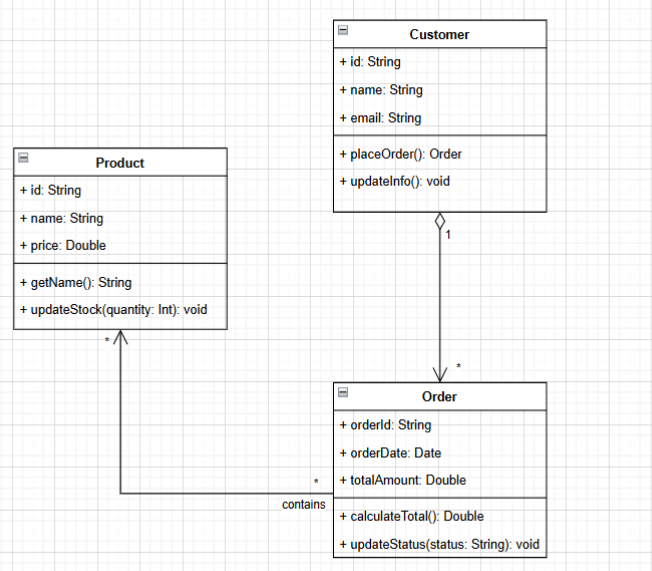 Customer
+ id: String
+ name: String
+ email: String
+ placeOrder(): Order
+ updateInfo(): void
1
Product
+ id: String
+ name: String
+ price: Double
+ getName(): String
+ updateStock(quantity: Int): void
*
*
Order
+ orderId: String
+ orderDate: Date
+ totalAmount: Double
+ calculateTotal(): Double
+ updateStatus(status: String): void
*
contains